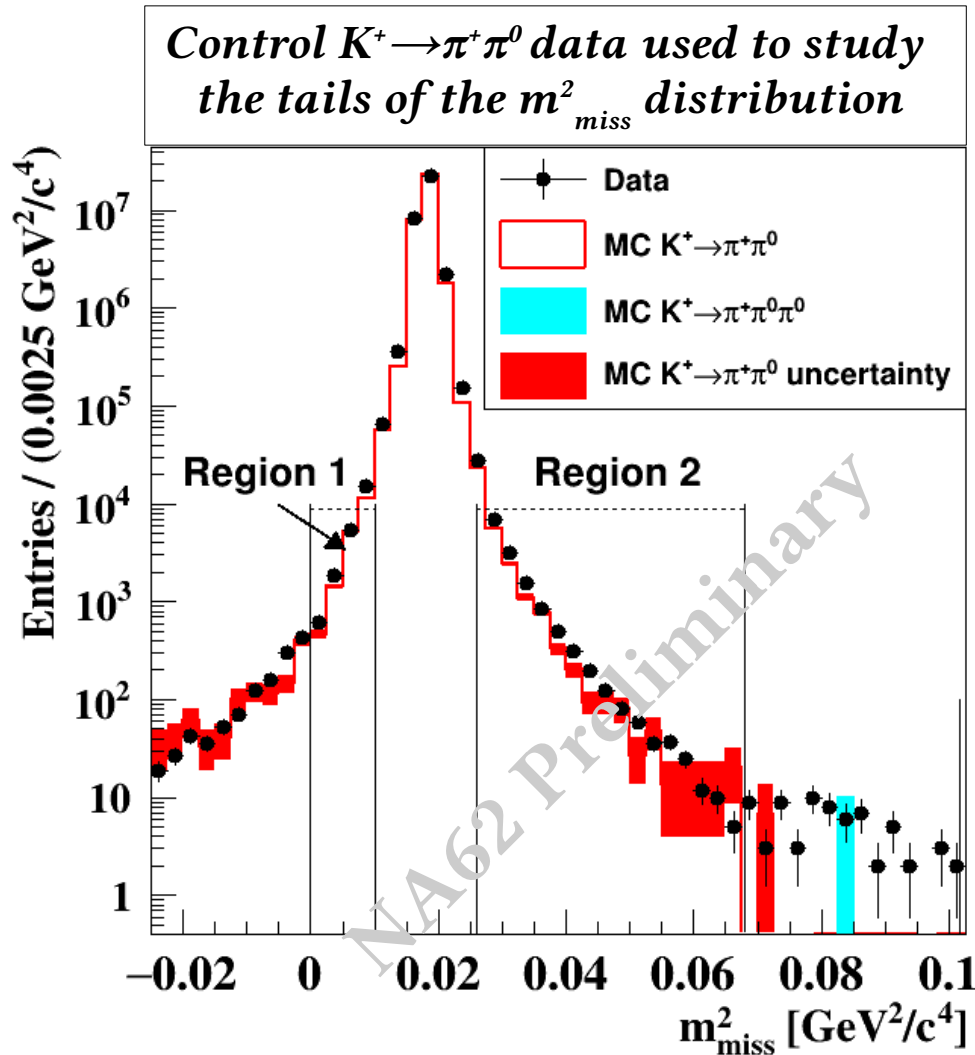 Control K⁺→π⁺π⁰ data used to study
the tails of the m²miss distribution
Entries / (0.0025 GeV²/c⁴)
10⁷
10⁶
10⁵
10⁴
10³
10²
10
1
Data
MC K⁺→π⁺π⁰
MC K⁺→π⁺π⁰π⁰
MC K⁺→π⁺π⁰ uncertainty
Region 1
Region 2
NA62 Preliminary
−0.02 0 0.02 0.04 0.06 0.08 0.1
m²miss [GeV²/c⁴]